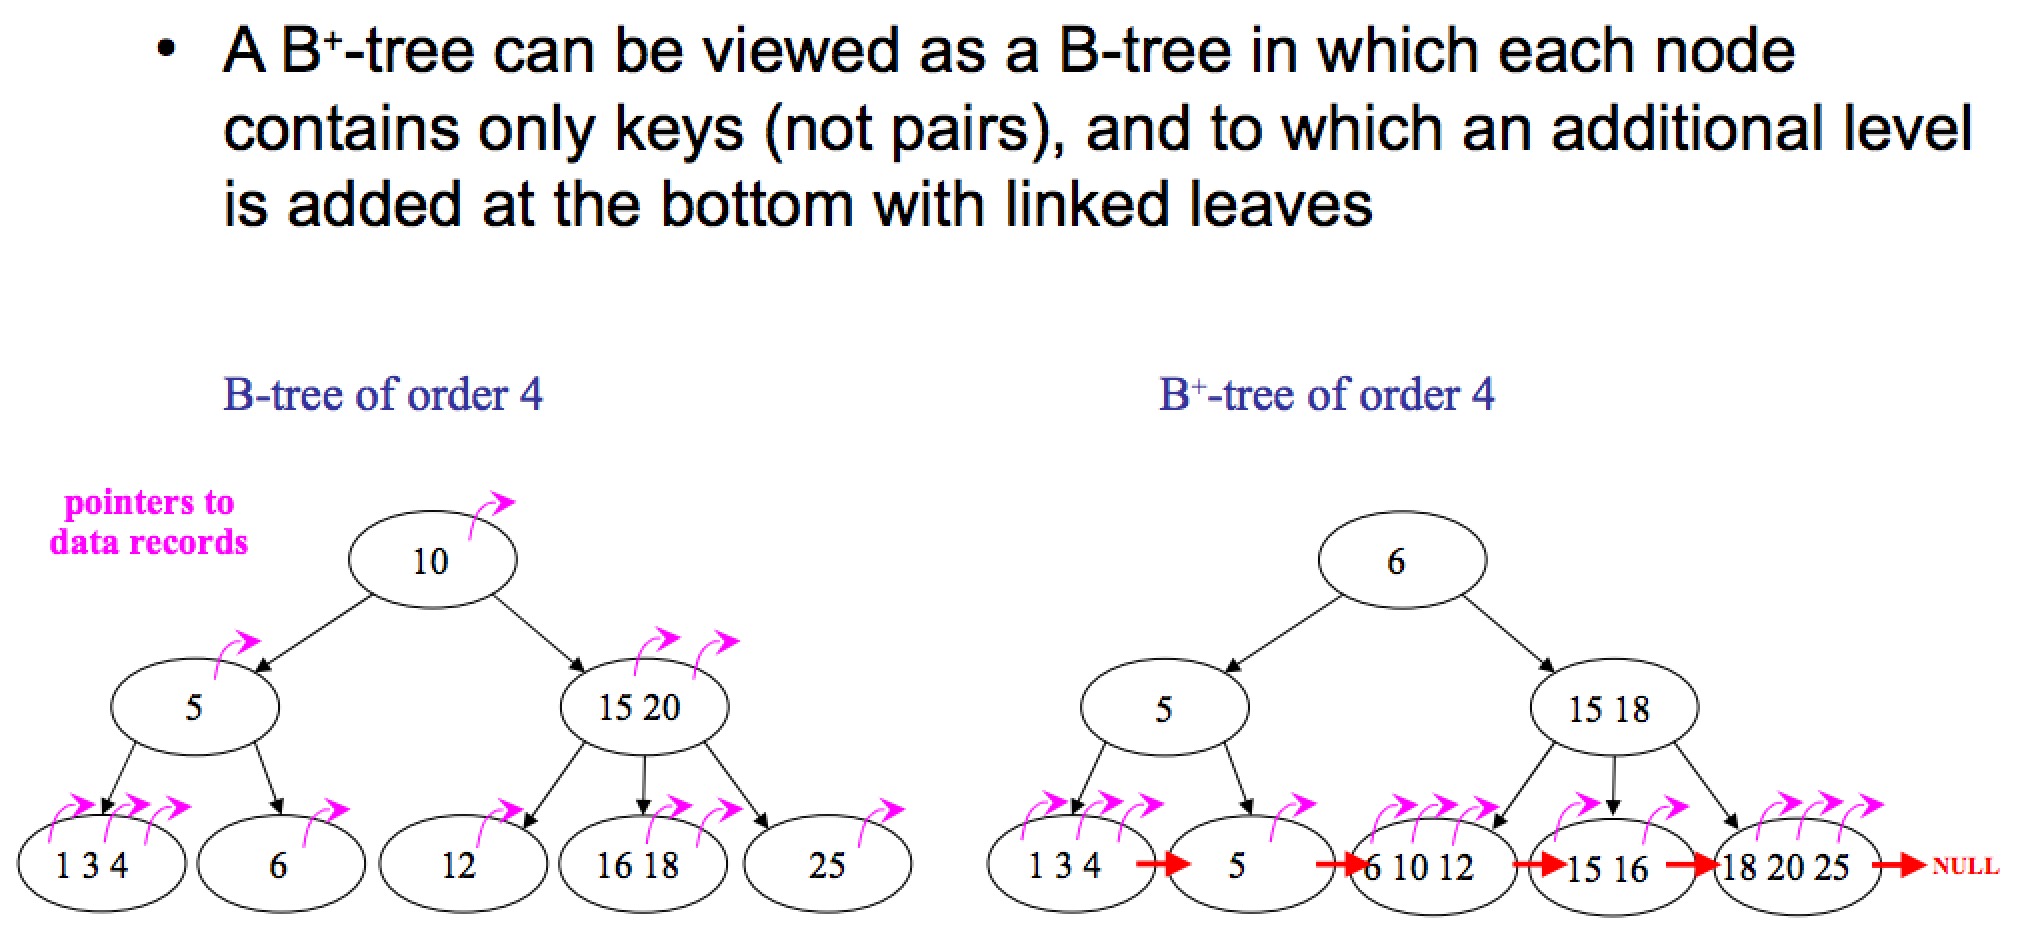 • A B⁺-tree can be viewed as a B-tree in which each node
contains only keys (not pairs), and to which an additional level
is added at the bottom with linked leaves
B-tree of order 4
B⁺-tree of order 4
pointers to
data records
10
5
15 20
1 3 4
6
12
16 18
25
6
5
15 18
1 3 4
5
6 10 12
15 16
18 20 25
NULL